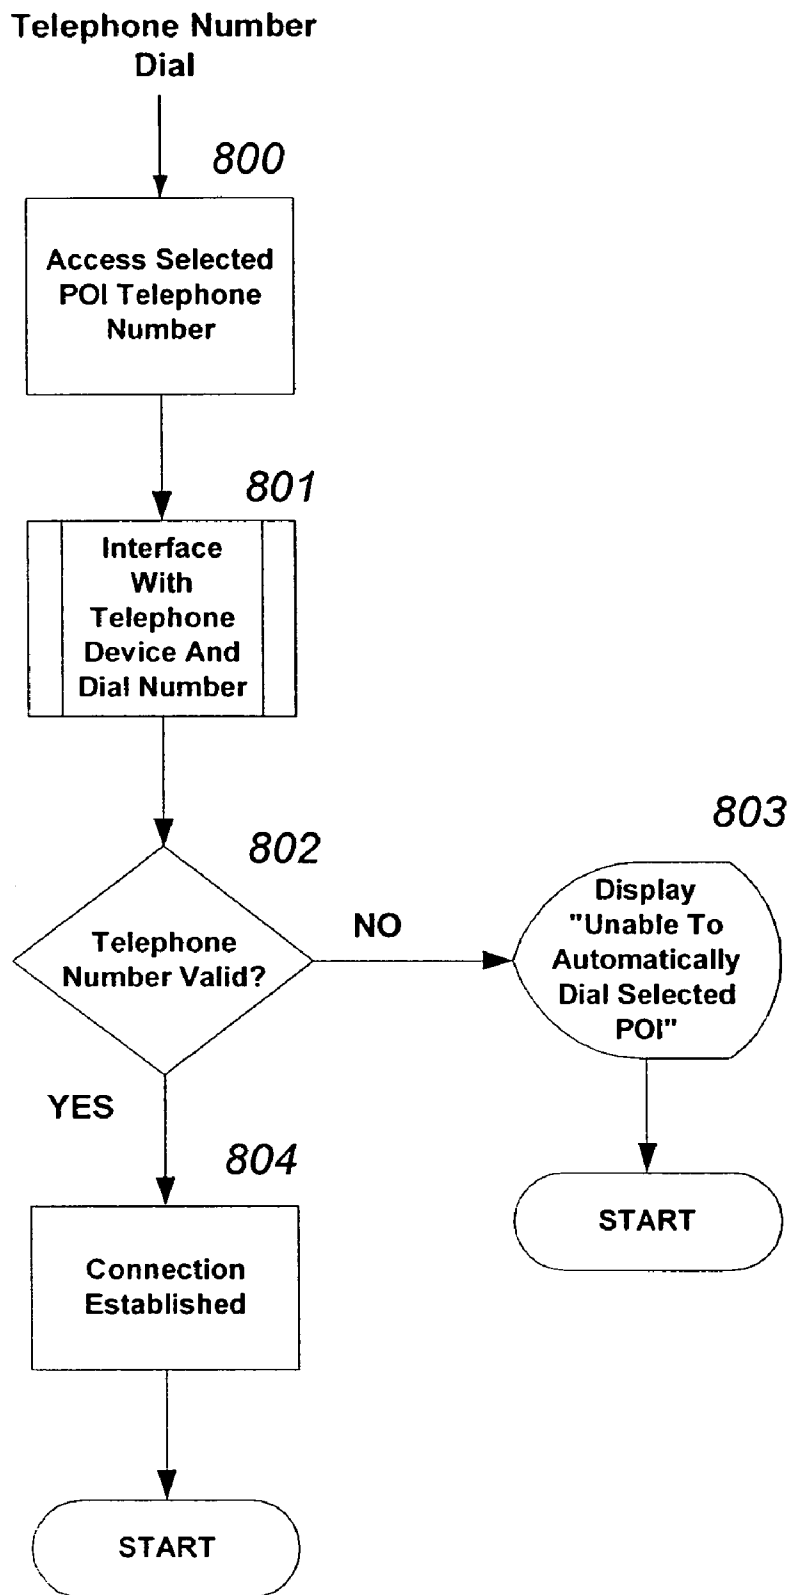 Telephone Number
Dial
800
Access Selected
POI Telephone
Number
801
Interface
With
Telephone
Device And
Dial Number
802
Telephone
Number Valid?
NO
803
Display
"Unable To
Automatically
Dial Selected
POI"
START
YES
804
Connection
Established
START